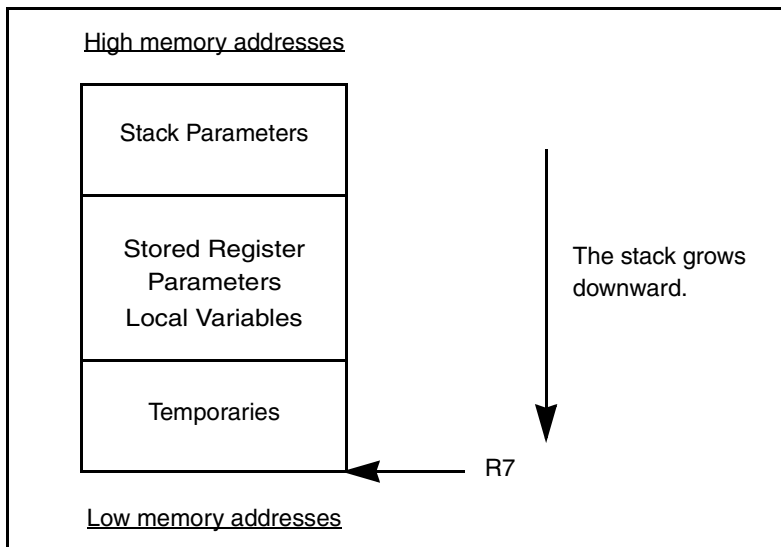 High memory addresses
Stack Parameters
Stored Register
Parameters
Local Variables
The stack grows
downward.
Temporaries
R7
Low memory addresses